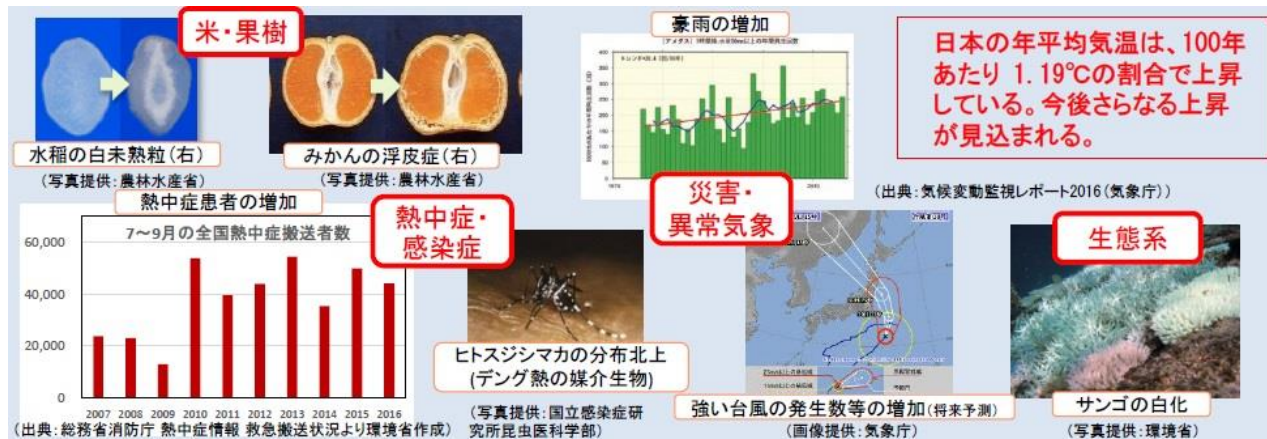 米・果樹
水稲の白未熟粒(右)
(写真提供:農林水産省)
みかんの浮皮症(右)
(写真提供:農林水産省)
豪雨の増加
400
350
300
250
200
150
100
50
日本の年平均気温は、100年
あたり 1.19℃の割合で上昇
している。今後さらなる上昇
が見込まれる。
(出典:気候変動監視レポート2016(気象庁))
熱中症患者の増加
7~9月の全国熱中症搬送者数
60,000
40,000
20,000
0
2007 2008 2009 2010 2011 2012 2013 2014 2015 2016
(出典:総務省消防庁 熱中症情報 救急搬送状況より環境省作成)
熱中症・
感染症
ヒトスジシマカの分布北上
(デング熱の媒介生物)
(写真提供:国立感染症研
究所昆虫医科学部)
災害・
異常気象
強い台風の発生数等の増加(将来予測)
(画像提供:気象庁)
生態系
サンゴの白化
(写真提供:環境省)